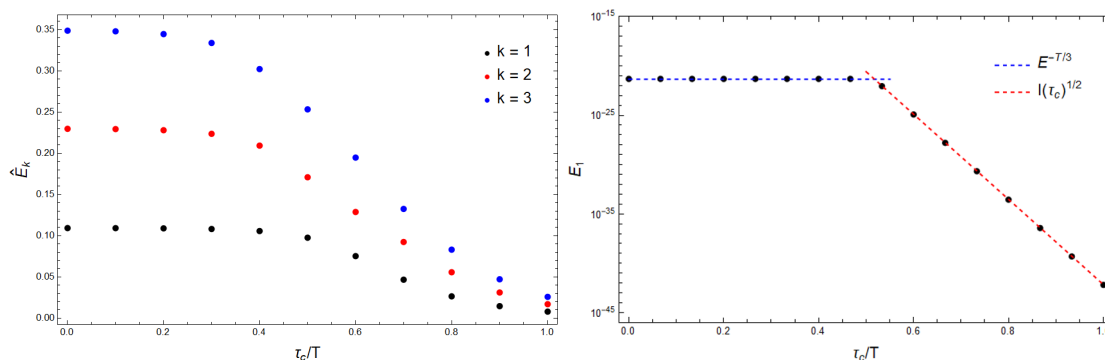 0.35
0.30
0.25
0.20
0.15
0.10
0.05
0.00
Ê_k
k = 1
k = 2
k = 3
0.0 0.2 0.4 0.6 0.8 1.0
τ_c/T
10^-15
10^-25
10^-35
10^-45
E_1
E^-T/3
I(τ_c)^1/2
0.0 0.2 0.4 0.6 0.8 1.0
τ_c/T